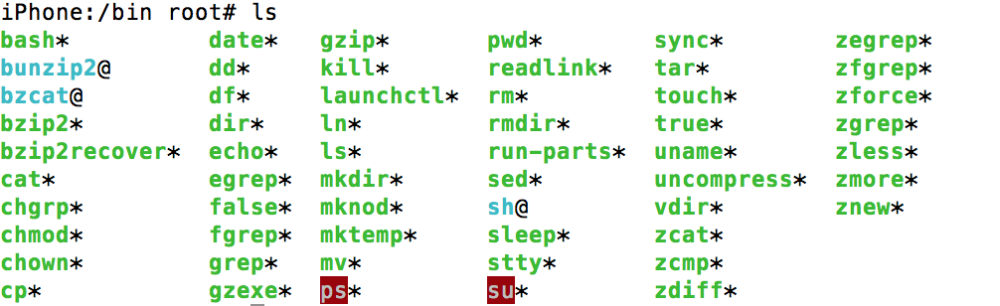 iPhone:/bin root# ls
bash* date* gzip* pwd* sync* zegrep*
bunzip2@ dd* kill* readlink* tar* zfgrep*
bzcat@ df* launchctl* rm* touch* zforce*
bzip2* dir* ln* rmdir* true* zgrep*
bzip2recover* echo* ls* run-parts* uname* zless*
cat* egrep* mkdir* sed* uncompress* zmore*
chgrp* false* mknod* sh@ vdir* znew*
chmod* fgrep* mktemp* sleep* zcat*
chown* grep* mv* stty* zcmp*
cp* gzexe* ps* su* zdiff*